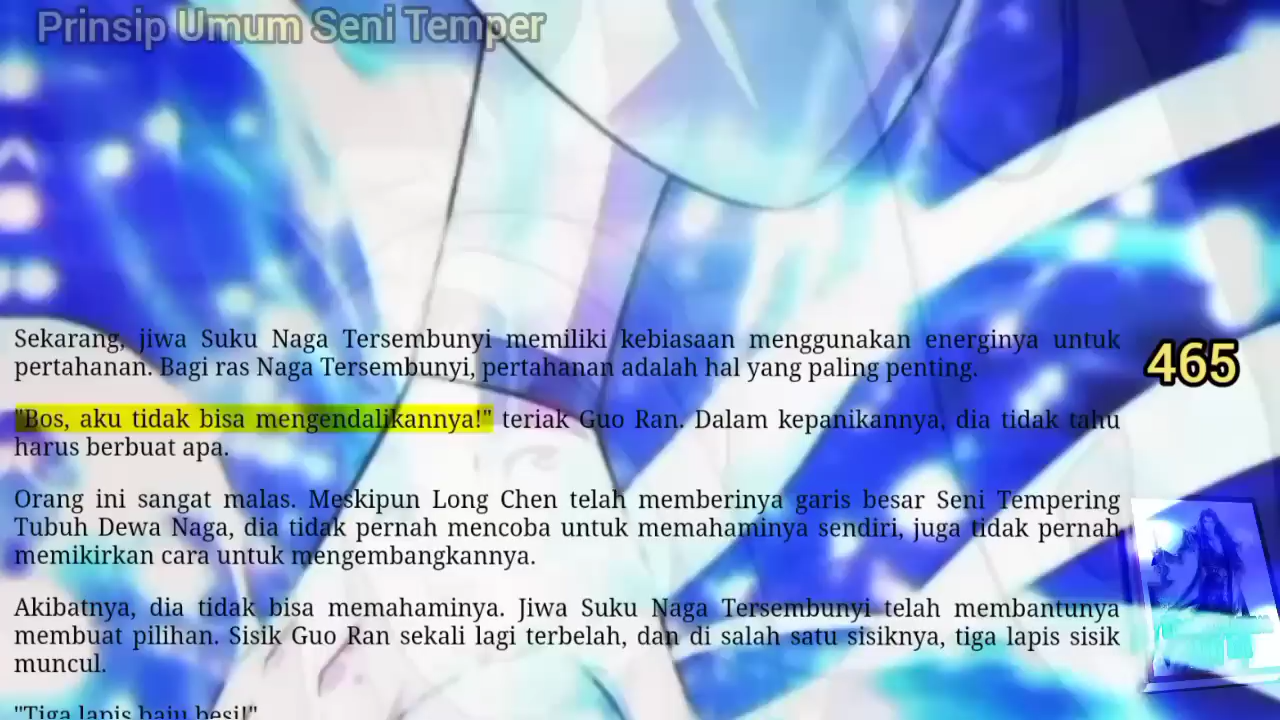 Prinsip Umum Seni Temper
Sekarang, jiwa Suku Naga Tersembunyi memiliki kebiasaan menggunakan energinya untuk
pertahanan. Bagi ras Naga Tersembunyi, pertahanan adalah hal yang paling penting.
465
"Bos, aku tidak bisa mengendalikannya!" teriak Guo Ran. Dalam kepanikannya, dia tidak tahu
harus berbuat apa.
Orang ini sangat malas. Meskipun Long Chen telah memberinya garis besar Seni Tempering
Tubuh Dewa Naga, dia tidak pernah mencoba untuk memahaminya sendiri, juga tidak pernah
memikirkan cara untuk mengembangkannya.
Akibatnya, dia tidak bisa memahaminya. Jiwa Suku Naga Tersembunyi telah membantunya
membuat pilihan. Sisik Guo Ran sekali lagi terbelah, dan di salah satu sisiknya, tiga lapis sisik
muncul.
"Tiga lapis baju besi!"